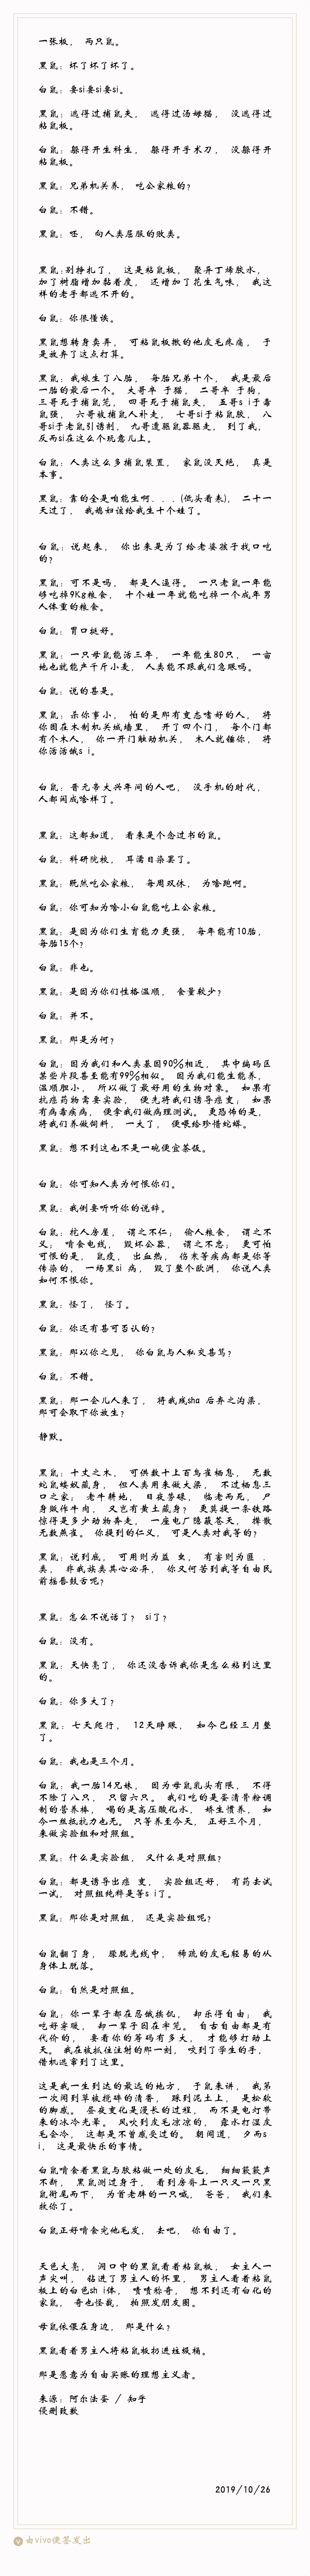 一张板， 两只鼠。
黑鼠：坏了坏了坏了。
白鼠：要si要si要si。
黑鼠：逃得过捕鼠夹， 逃得过汤姆猫， 没逃得过
粘鼠板。
白鼠：躲得开生科生， 躲得开手术刀， 没躲得开
粘鼠板。
黑鼠：兄弟机关养， 吃公家粮的？
白鼠：不错。
黑鼠：呸， 向人类屈服的败类。
黑鼠:别挣扎了， 这是粘鼠板， 聚异丁烯胶水，
加了树脂增加黏着度， 还增加了花生气味， 我这
样的老手都逃不开的。
白鼠：你很懂诶。
黑鼠想转身卖弄， 可粘鼠板揪的他皮毛疼痛， 于
是放弃了这点打算。
黑鼠：我娘生了八胎， 每胎兄弟十个， 我是最后
一胎的最后一个。 大哥卒 于猫， 二哥卒 于狗，
三哥死于捕鼠笼， 四哥死于捕鼠夹， 五哥s i于毒
鼠强， 六哥被捕鼠人扑走， 七哥si于粘鼠胶， 八
哥si于老鼠引诱剂， 九哥遭驱鼠器驱走， 到了我，
反而si在这么个玩意儿上。
白鼠：人类这么多捕鼠装置， 家鼠没灭绝， 真是
本事。
黑鼠：靠的全是咱能生啊．．．(低头看表)， 二十一
天过了， 我媳妇该给我生十个娃了。
白鼠：说起来， 你出来是为了给老婆孩子找口吃
的？
黑鼠：可不是吗， 都是人逼得。 一只老鼠一年能
够吃掉9Kg粮食， 十个娃一年就能吃掉一个成年男
人体重的粮食。
白鼠：胃口挺好。
黑鼠：一只母鼠能活三年， 一年能生80只， 一亩
地也就能产千斤小麦， 人类能不跟我们急眼吗。
白鼠：说的甚是。
黑鼠：杀你事小， 怕的是那有变态嗜好的人， 将
你困在木制机关城墙里， 开了四个门， 每个门都
有个木人， 你一开门触动机关， 木人就锤你， 将
你活活饿s i。
白鼠：晋元帝大兴年间的人吧， 没手机的时代，
人都闲成啥样了。
黑鼠：这都知道， 看来是个念过书的鼠。
白鼠：科研院校， 耳濡目染罢了。
黑鼠：既然吃公家粮， 每周双休， 为啥跑啊。
白鼠：你可知为啥小白鼠能吃上公家粮。
黑鼠：是因为你们生育能力更强， 每年能有10胎，
每胎15个？
白鼠：非也。
黑鼠：是因为你们性格温顺， 食量较少？
白鼠：并不。
黑鼠：那是为何？
白鼠：因为我们和人类基因90%相近， 其中编码区
某些片段甚至能有99%相似。 因为我们能生能养，
温顺胆小， 所以做了最好用的生物对象。 如果有
抗癌药物需要实验， 便先将我们诱导癌变； 如果
有病毒疾病， 便拿我们做病理测试。 更恐怖的是，
将我们养做饲料， 一大了， 便喂给珍惜蛇蟒。
黑鼠：想不到这也不是一碗便宜茶饭。
白鼠：你可知人类为何恨你们。
黑鼠：我倒要听听你的说辞。
白鼠：挖人房屋， 谓之不仁； 偷人粮食， 谓之不
义； 啃食电线， 毁坏公器， 谓之不忠； 更可怕
可恨的是， 鼠疫， 出血热， 伤寒等疾病都是你等
传染的， 一场黑si 病， 毁了整个欧洲， 你说人类
如何不恨你。
黑鼠：怪了， 怪了。
白鼠：你还有甚可否认的？
黑鼠：那以你之见， 你白鼠与人私交甚笃？
白鼠：不错。
黑鼠：那一会儿人来了， 将我残sha 后弃之沟渠，
那可会取下你放生？
静默。
黑鼠：十丈之木， 可供数十上百鸟雀栖息， 无数
蛇鼠蝼蚁藏身， 但人类用来做大梁， 不过栖息三
口之家； 老牛耕地， 日夜劳碌， 临老而死， 尸
身做作牛肉， 又岂有黄土藏身？ 更莫提一条铁路
惊得是多少动物奔走， 一座电厂隐蔽苍天， 搅散
无数燕雀。 你提到的仁义， 可是人类对我等的？
黑鼠：说到底， 可用则为益 虫， 有害则为匪 .
类， 非我族类其心必异， 你又何苦到我等自由民
前摇唇鼓舌呢？
黑鼠：怎么不说话了？ si了？
白鼠：没有。
黑鼠：天快亮了， 你还没告诉我你是怎么粘到这里
的。
白鼠：你多大了？
黑鼠：七天爬行， 12天睁眼， 如今已经三月整
了。
白鼠：我也是三个月。
白鼠：我一胎14兄妹， 因为母鼠乳头有限， 不得
不除了八只， 只留六只。 我们吃的是蛋清骨粉调
制的营养棒， 喝的是高压酸化水， 娇生惯养， 如
今一丝抵抗力也无。 只等养至今天， 正好三个月，
来做实验组和对照组。
黑鼠：什么是实验组， 又什么是对照组？
白鼠：都是诱导出癌 变， 实验组还好， 有药去试
一试， 对照组纯粹是等s i了。
黑鼠：那你是对照组， 还是实验组呢？
白鼠翻了身， 朦胧光线中， 稀疏的皮毛轻易的从
身体上脱落。
白鼠：自然是对照组。
白鼠：你一辈子都在忍饿挨饥， 却乐得自由； 我
吃好穿暖， 却一辈子困在牢笼。 自古自由都是有
代价的， 要看你的筹码有多大， 才能够打动上
天。 我在被抓住注射的那一刻， 咬到了学生的手，
借机逃窜到了这里。
这是我一生到达的最远的地方， 于鼠来讲， 我第
一次闻到草被搅碎的清香， 踩到泥土上， 是松软
的脚感。 昼夜变化是漫长的过程， 而不是电灯带
来的冰冷光晕。 风吹到皮毛凉凉的， 露水打湿皮
毛会冷， 这都是不曾感受过的。 朝闻道， 夕而s
i， 这是最快乐的事情。
白鼠啃食着黑鼠与胶粘做一处的皮毛， 细细簌簌声
不断， 黑鼠测过身子， 看到房脊上一只又一只黑
鼠衔尾而下， 为首老胖的一只喊， 爸爸， 我们来
救你了。
白鼠正好啃食完他毛发， 去吧， 你自由了。
天色大亮， 洞口中的黑鼠看着粘鼠板， 女主人一
声尖叫， 钻进了男主人的怀里， 男主人看着粘鼠
板上的白色sh i体， 啧啧称奇， 想不到还有白化的
家鼠， 奇也怪哉， 拍照发朋友圈。
母鼠依偎在身边， 那是什么？
黑鼠看着男主人将粘鼠板扔进垃圾桶。
那是愿意为自由买账的理想主义者。
来源：阿尔法蛋 / 知乎
侵删致歉
2019/10/26
由vivo便签发出